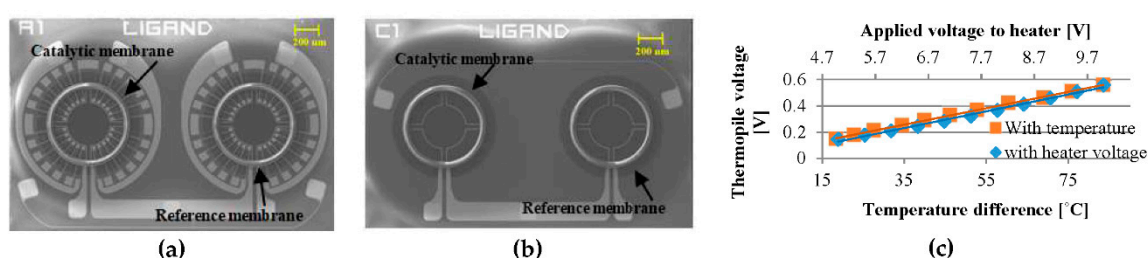 A1 LIGAND
200 um
Catalytic membrane
Reference membrane
(a)
C1 LIGAND
200 um
Catalytic membrane
Reference membrane
(b)
Applied voltage to heater [V]
4.7 5.7 6.7 7.7 8.7 9.7
Thermopile voltage
[V]
0.6
0.4
0.2
0
With temperature
with heater voltage
15 35 55 75
Temperature difference [˚C]
(c)